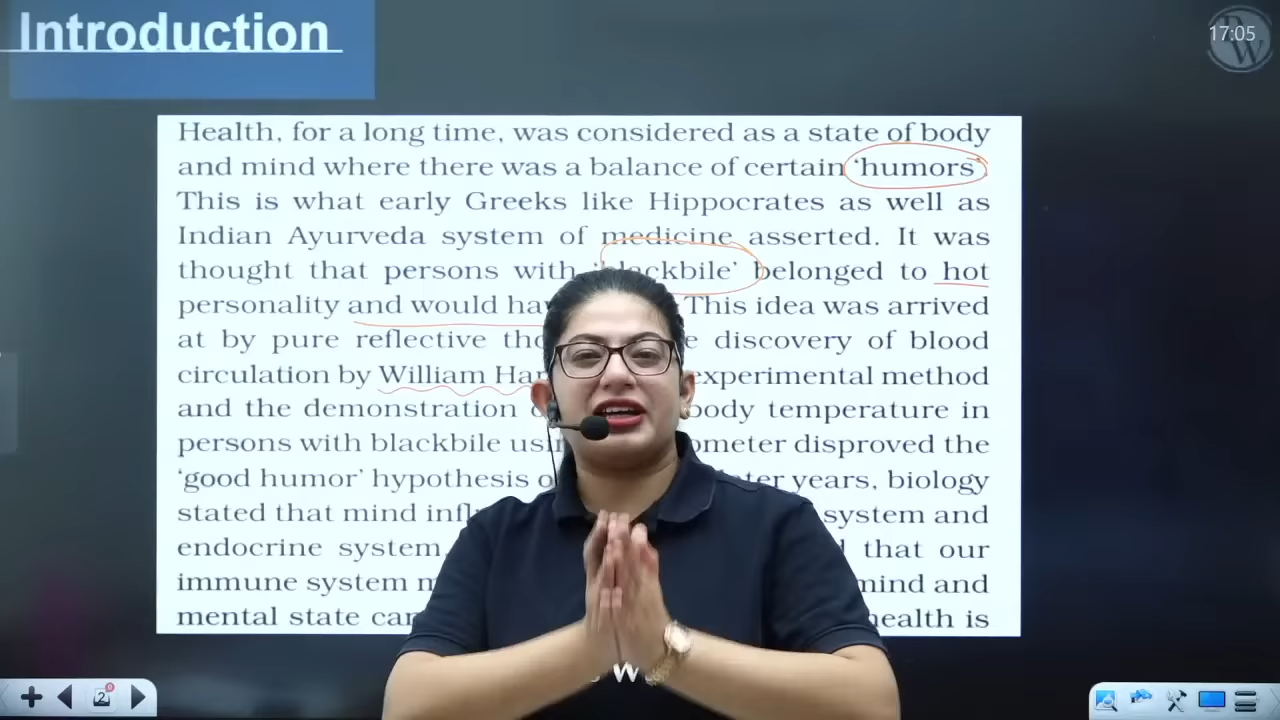 Introduction
17:05
PW
Health, for a long time, was considered as a state of body
and mind where there was a balance of certain ‘humors’.
This is what early Greeks like Hippocrates as well as
Indian Ayurveda system of medicine asserted. It was
thought that persons with ‘blackbile’ belonged to hot
personality and would This idea was arrived
at by pure reflective discovery of blood
circulation by William experimental method
and the demonstration body temperature in
persons with blackbile disproved the
‘good humor’ hypothesis years, biology
stated that mind system and
endocrine system. that our
immune system mind and
mental state health is
2
W